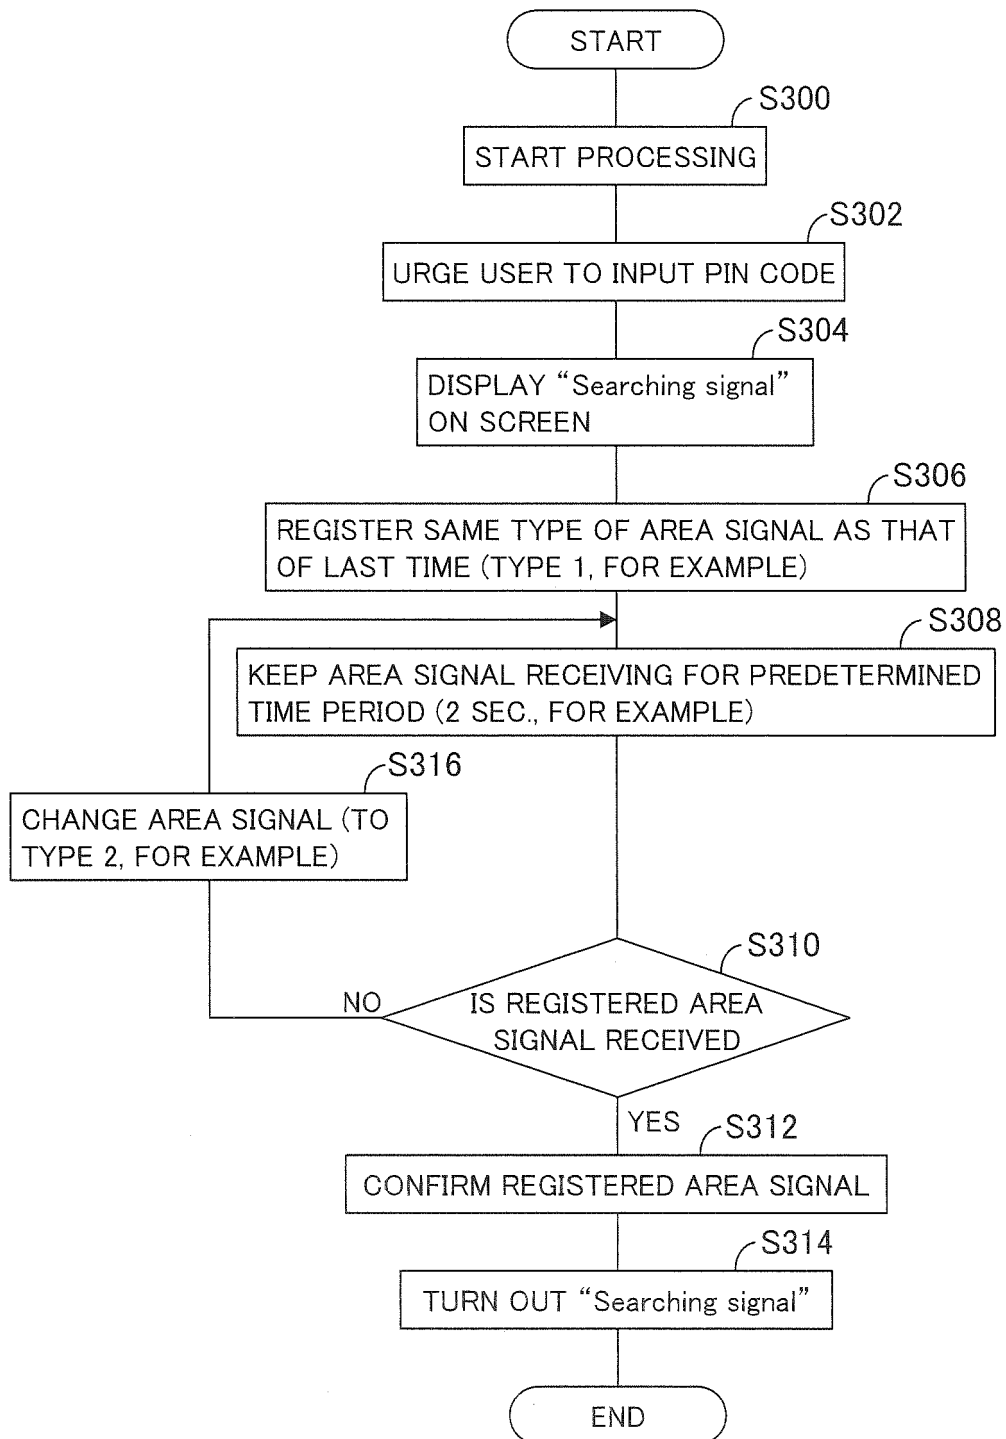 START
S300
START PROCESSING
S302
URGE USER TO INPUT PIN CODE
S304
DISPLAY “Searching signal”
ON SCREEN
S306
REGISTER SAME TYPE OF AREA SIGNAL AS THAT
OF LAST TIME (TYPE 1, FOR EXAMPLE)
S308
KEEP AREA SIGNAL RECEIVING FOR PREDETERMINED
TIME PERIOD (2 SEC., FOR EXAMPLE)
S316
CHANGE AREA SIGNAL (TO
TYPE 2, FOR EXAMPLE)
S310
NO
IS REGISTERED AREA
SIGNAL RECEIVED
YES
S312
CONFIRM REGISTERED AREA SIGNAL
S314
TURN OUT “Searching signal”
END